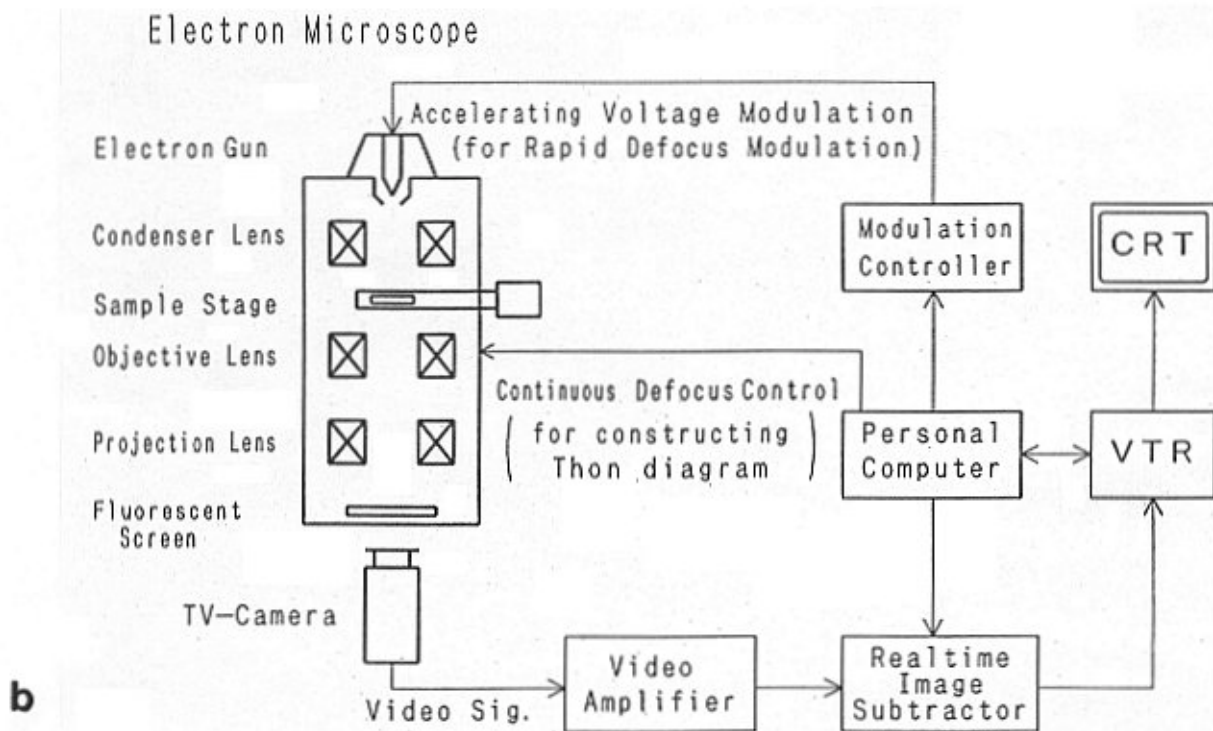 Electron Microscope
Accelerating Voltage Modulation
(for Rapid Defocus Modulation)
Electron Gun
Condenser Lens
Modulation
Controller
CRT
Sample Stage
Objective Lens
Continuous Defocus Control
(for constructing
Thon diagram)
Projection Lens
Personal
Computer
VTR
Fluorescent
Screen
TV-Camera
Video
Amplifier
Realtime
Image
Subtractor
Video Sig.
b